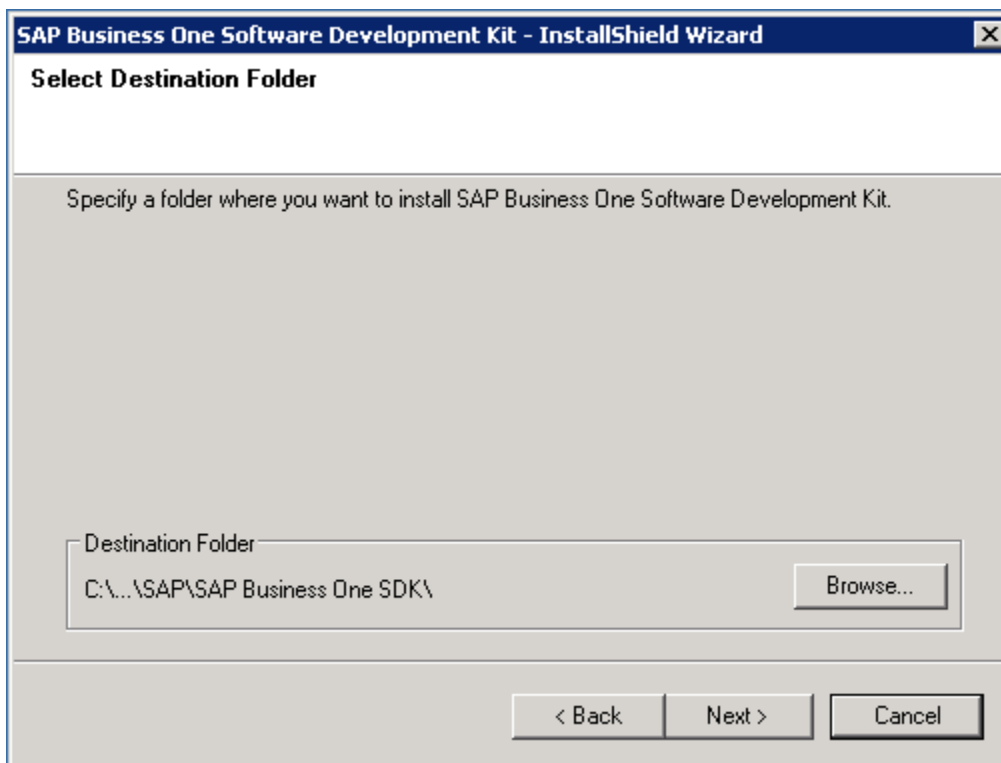 SAP Business One Software Development Kit - InstallShield Wizard
Select Destination Folder
Specify a folder where you want to install SAP Business One Software Development Kit.
Destination Folder
C:\...\SAP\SAP Business One SDK\
Browse...
< Back
Next >
Cancel